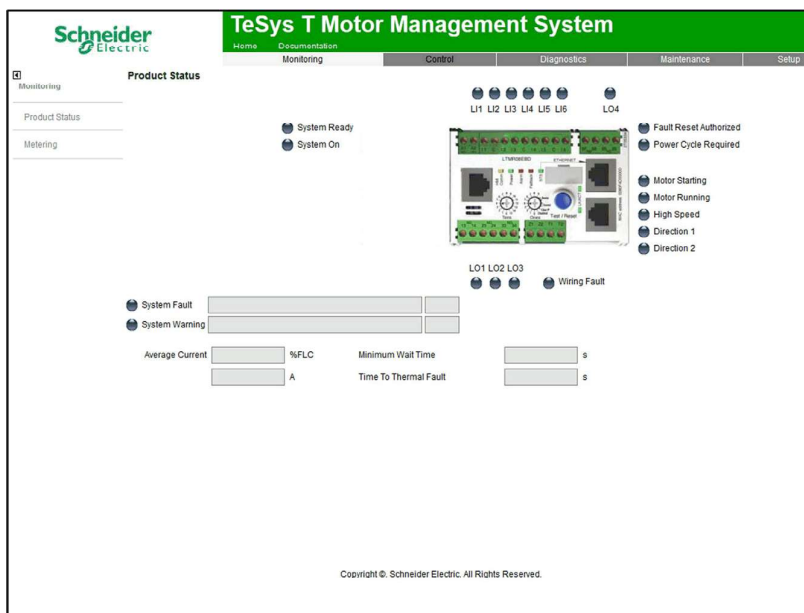 Schneider
Electric
TeSys T Motor Management System
Home Documentation
Monitoring Control Diagnostics Maintenance Setup
Monitoring
Product Status
Product Status
Metering
LI1 LI2 LI3 LI4 LI5 LI6 LO4
System Ready
System On
Fault Reset Authorized
Power Cycle Required
Motor Starting
Motor Running
High Speed
Direction 1
Direction 2
ETHERNET
Test / Reset
LO1 LO2 LO3
Wiring Fault
System Fault
System Warning
Average Current %FLC Minimum Wait Time s
A Time To Thermal Fault s
Copyright ©. Schneider Electric. All Rights Reserved.